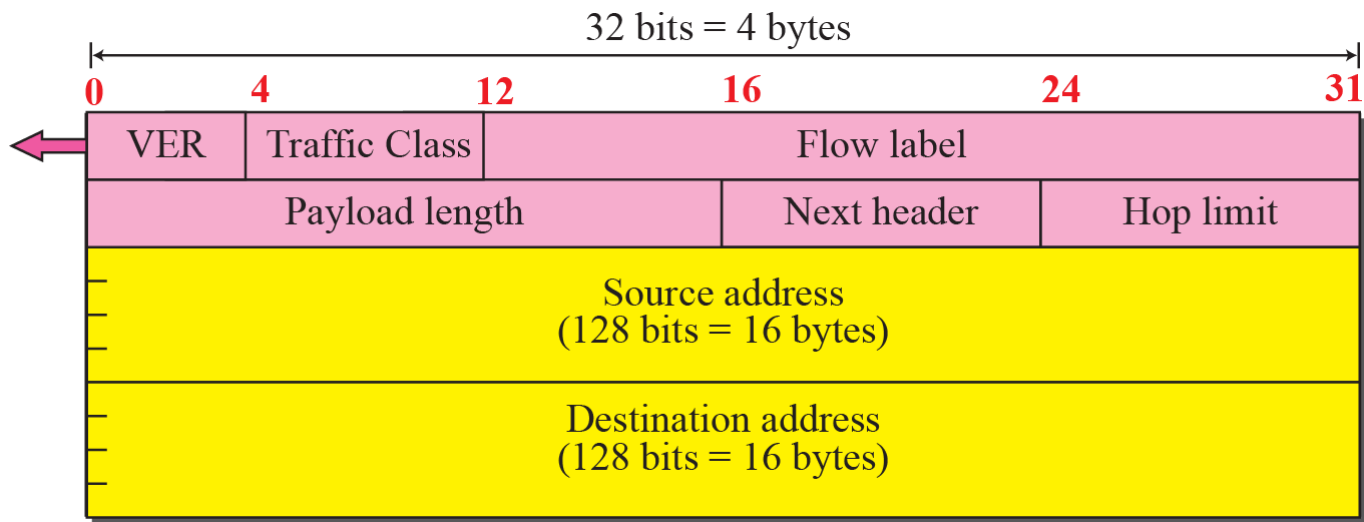 32 bits = 4 bytes
0 4 12 16 24 31
VER Traffic Class Flow label
Payload length Next header Hop limit
Source address
(128 bits = 16 bytes)
Destination address
(128 bits = 16 bytes)